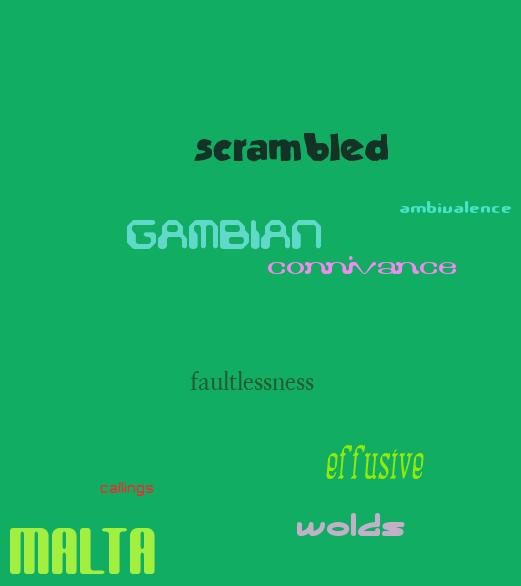 scrambled
ambivalence
GAMBIAN
connivance
faultlessness
effusive
callings
wolds
MALTA